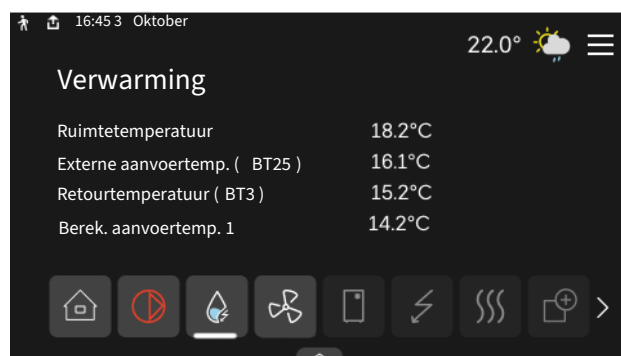 16:45 3 Oktober
22.0°
Verwarming
Ruimtetemperatuur 18.2°C
Externe aanvoertemp. ( BT25 ) 16.1°C
Retourtemperatuur ( BT3 ) 15.2°C
Berek. aanvoertemp. 1 14.2°C